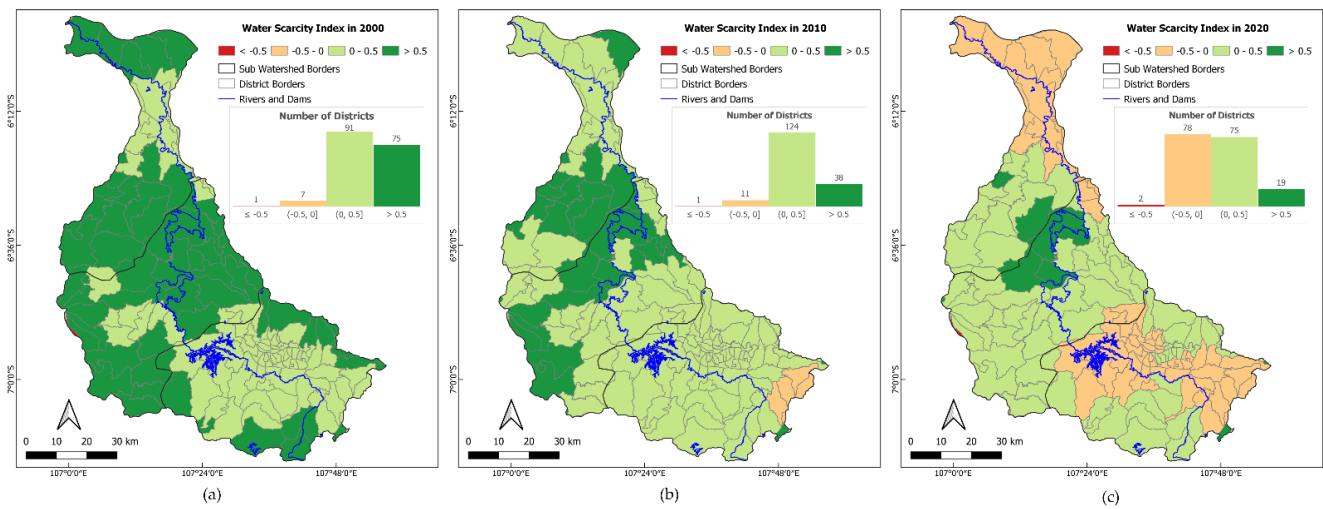 Water Scarcity Index in 2000
< -0.5 -0.5 - 0 0 - 0.5 > 0.5
Sub Watershed Borders
District Borders
Rivers and Dams
Number of Districts
91
75
7
1
≤ -0.5 (-0.5, 0] (0, 0.5] > 0.5
6°12'0"S
6°36'0"S
7°0'0"S
0 10 20 30 km
107°0'0"E 107°24'0"E 107°48'0"E
(a)
Water Scarcity Index in 2010
< -0.5 -0.5 - 0 0 - 0.5 > 0.5
Sub Watershed Borders
District Borders
Rivers and Dams
Number of Districts
124
38
11
1
≤ -0.5 (-0.5, 0] (0, 0.5] > 0.5
6°12'0"S
6°36'0"S
7°0'0"S
0 10 20 30 km
107°0'0"E 107°24'0"E 107°48'0"E
(b)
Water Scarcity Index in 2020
< -0.5 -0.5 - 0 0 - 0.5 > 0.5
Sub Watershed Borders
District Borders
Rivers and Dams
Number of Districts
78
75
19
2
≤ -0.5 (-0.5, 0] (0, 0.5] > 0.5
6°12'0"S
6°36'0"S
7°0'0"S
0 10 20 30 km
107°0'0"E 107°24'0"E 107°48'0"E
(c)